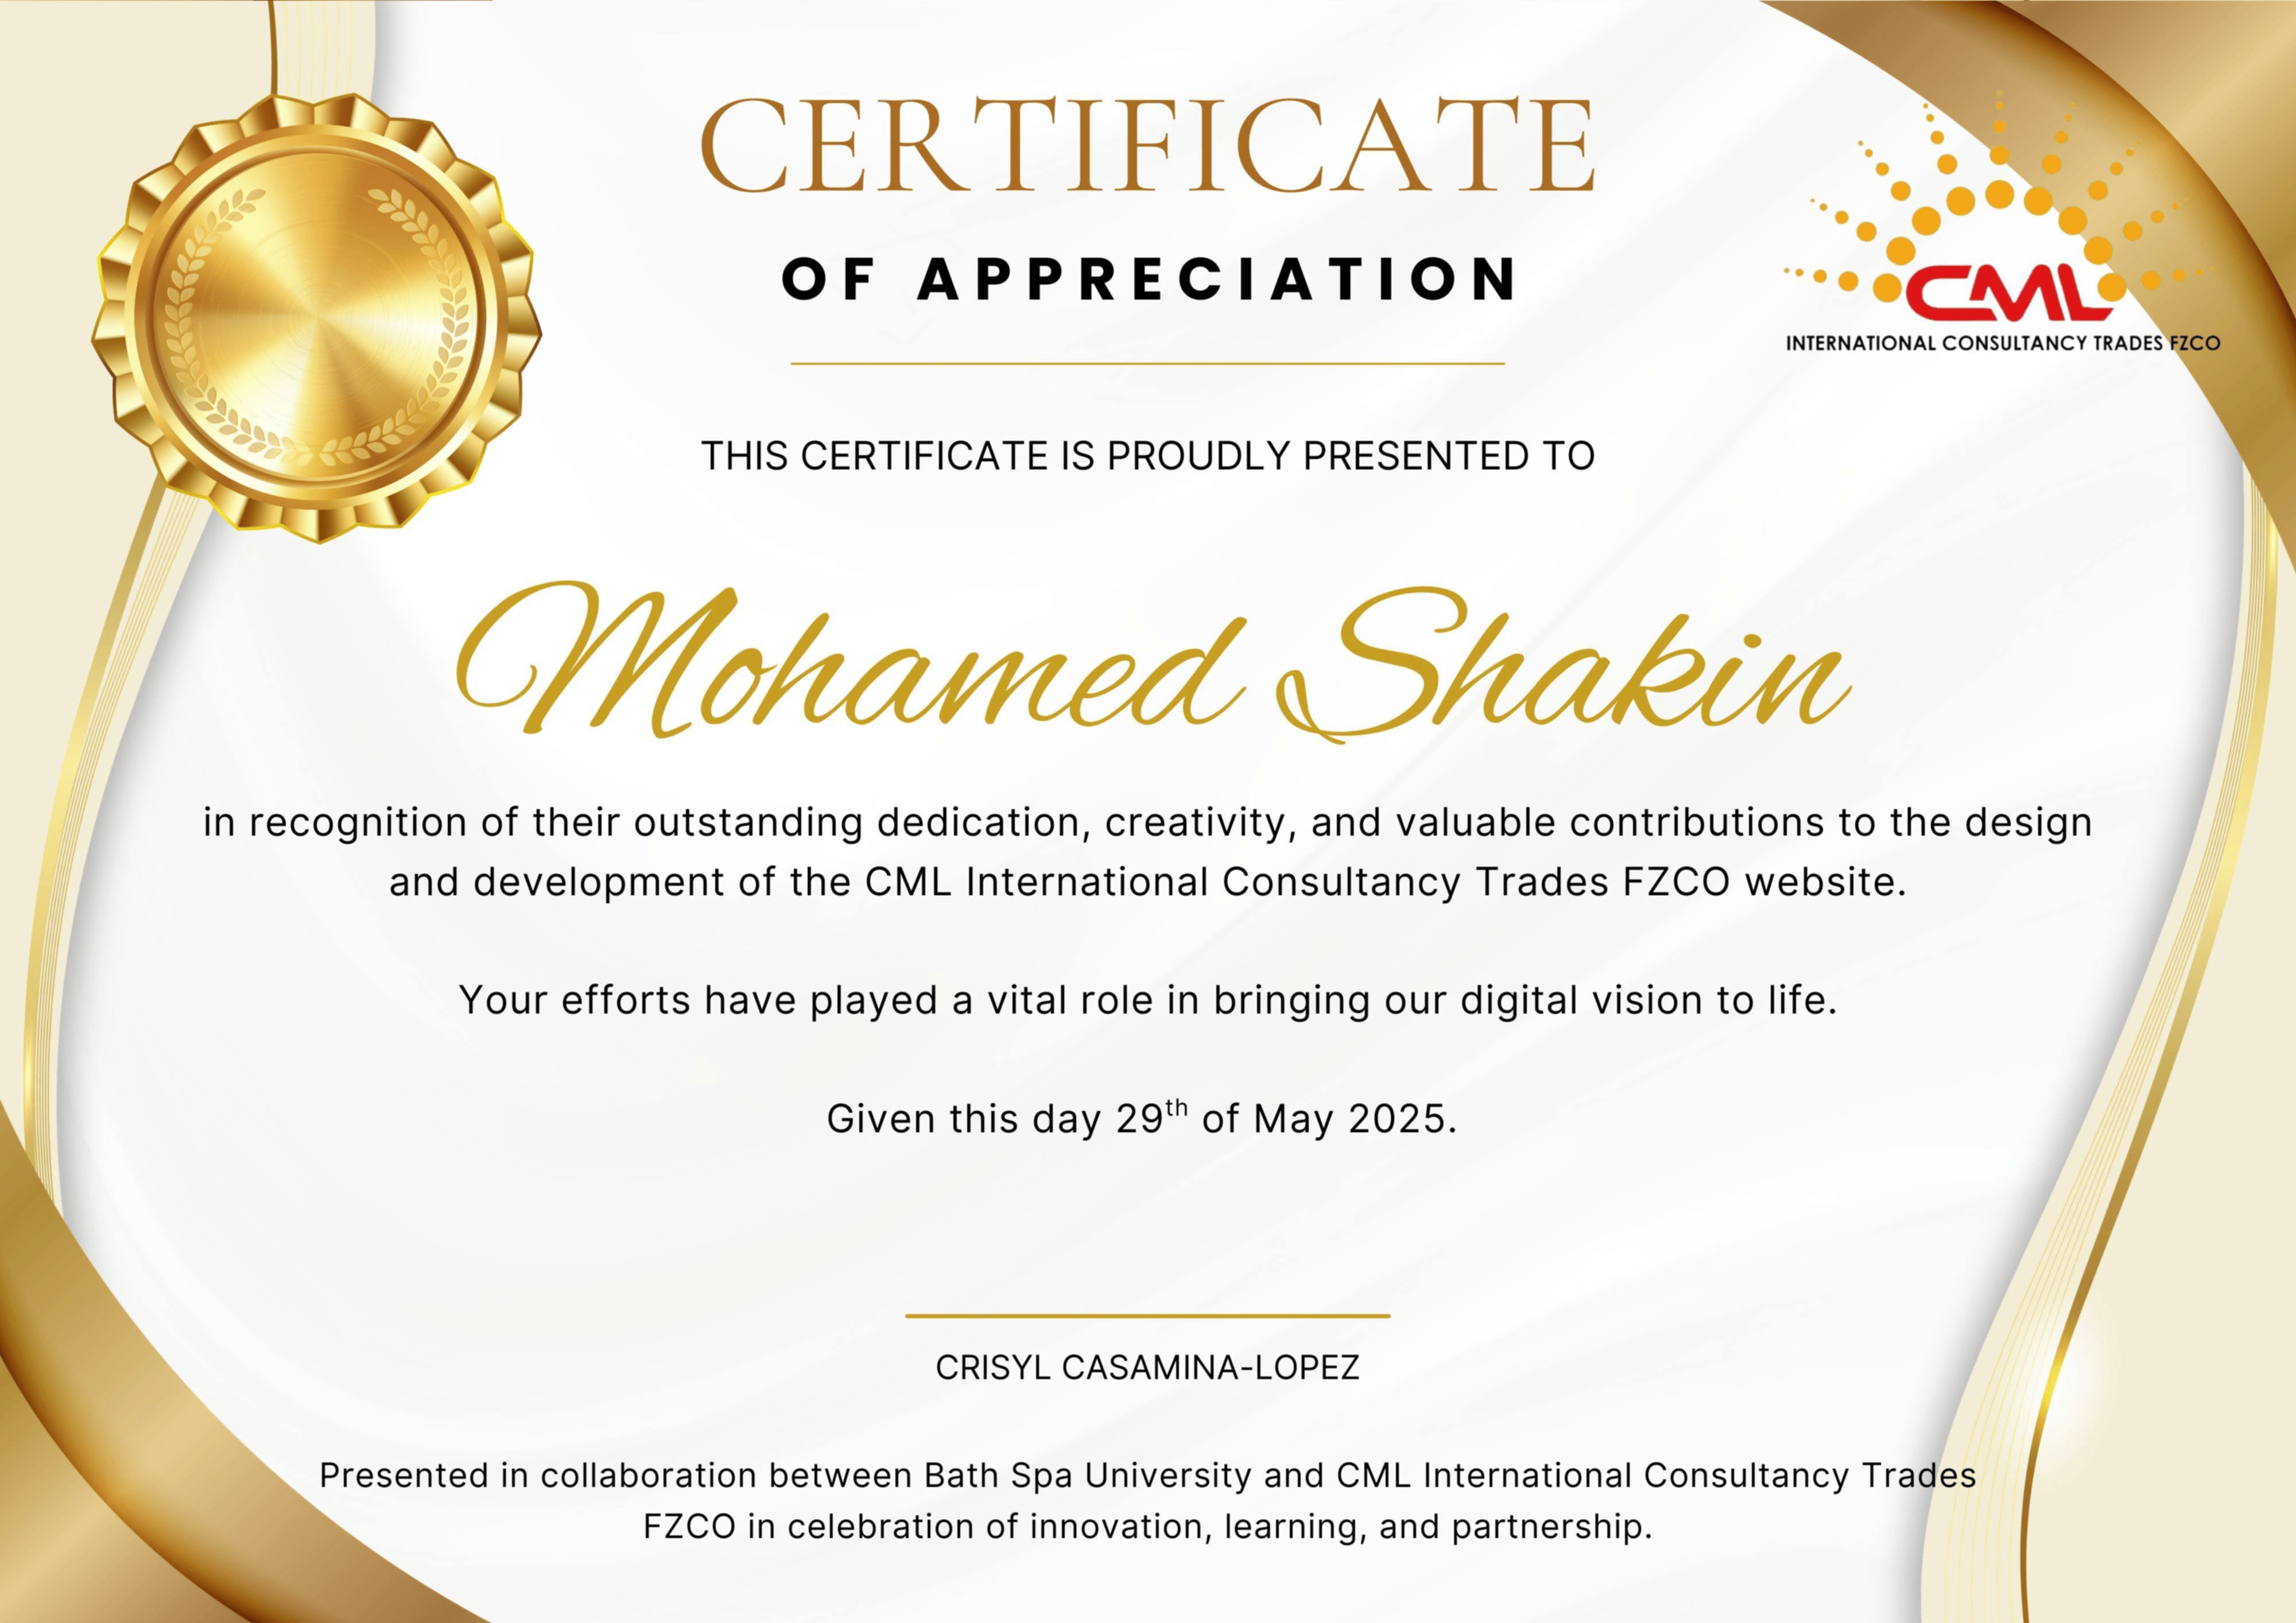 CERTIFICATE
OF APPRECIATION
CML
INTERNATIONAL CONSULTANCY TRADES FZCO
THIS CERTIFICATE IS PROUDLY PRESENTED TO
Mohamed Shakin
in recognition of their outstanding dedication, creativity, and valuable contributions to the design
and development of the CML International Consultancy Trades FZCO website.
Your efforts have played a vital role in bringing our digital vision to life.
Given this day 29th of May 2025.
CRISYL CASAMINA-LOPEZ
Presented in collaboration between Bath Spa University and CML International Consultancy Trades
FZCO in celebration of innovation, learning, and partnership.